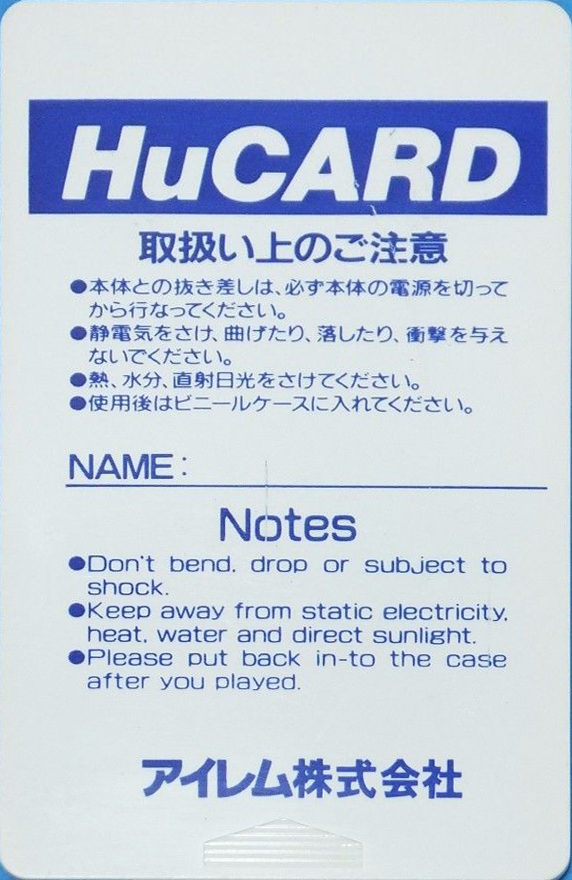 HuCARD
取扱い上のご注意
●本体との抜き差しは、必ず本体の電源を切って
から行なってください。
●静電気をさけ、曲げたり、落したり、衝撃を与え
ないでください。
●熱、水分、直射日光をさけてください。
●使用後はビニールケースに入れてください。
NAME:
Notes
●Don't bend, drop or subject to
shock.
●Keep away from static electricity,
heat, water and direct sunlight.
●Please put back in-to the case
after you played.
アイレム株式会社